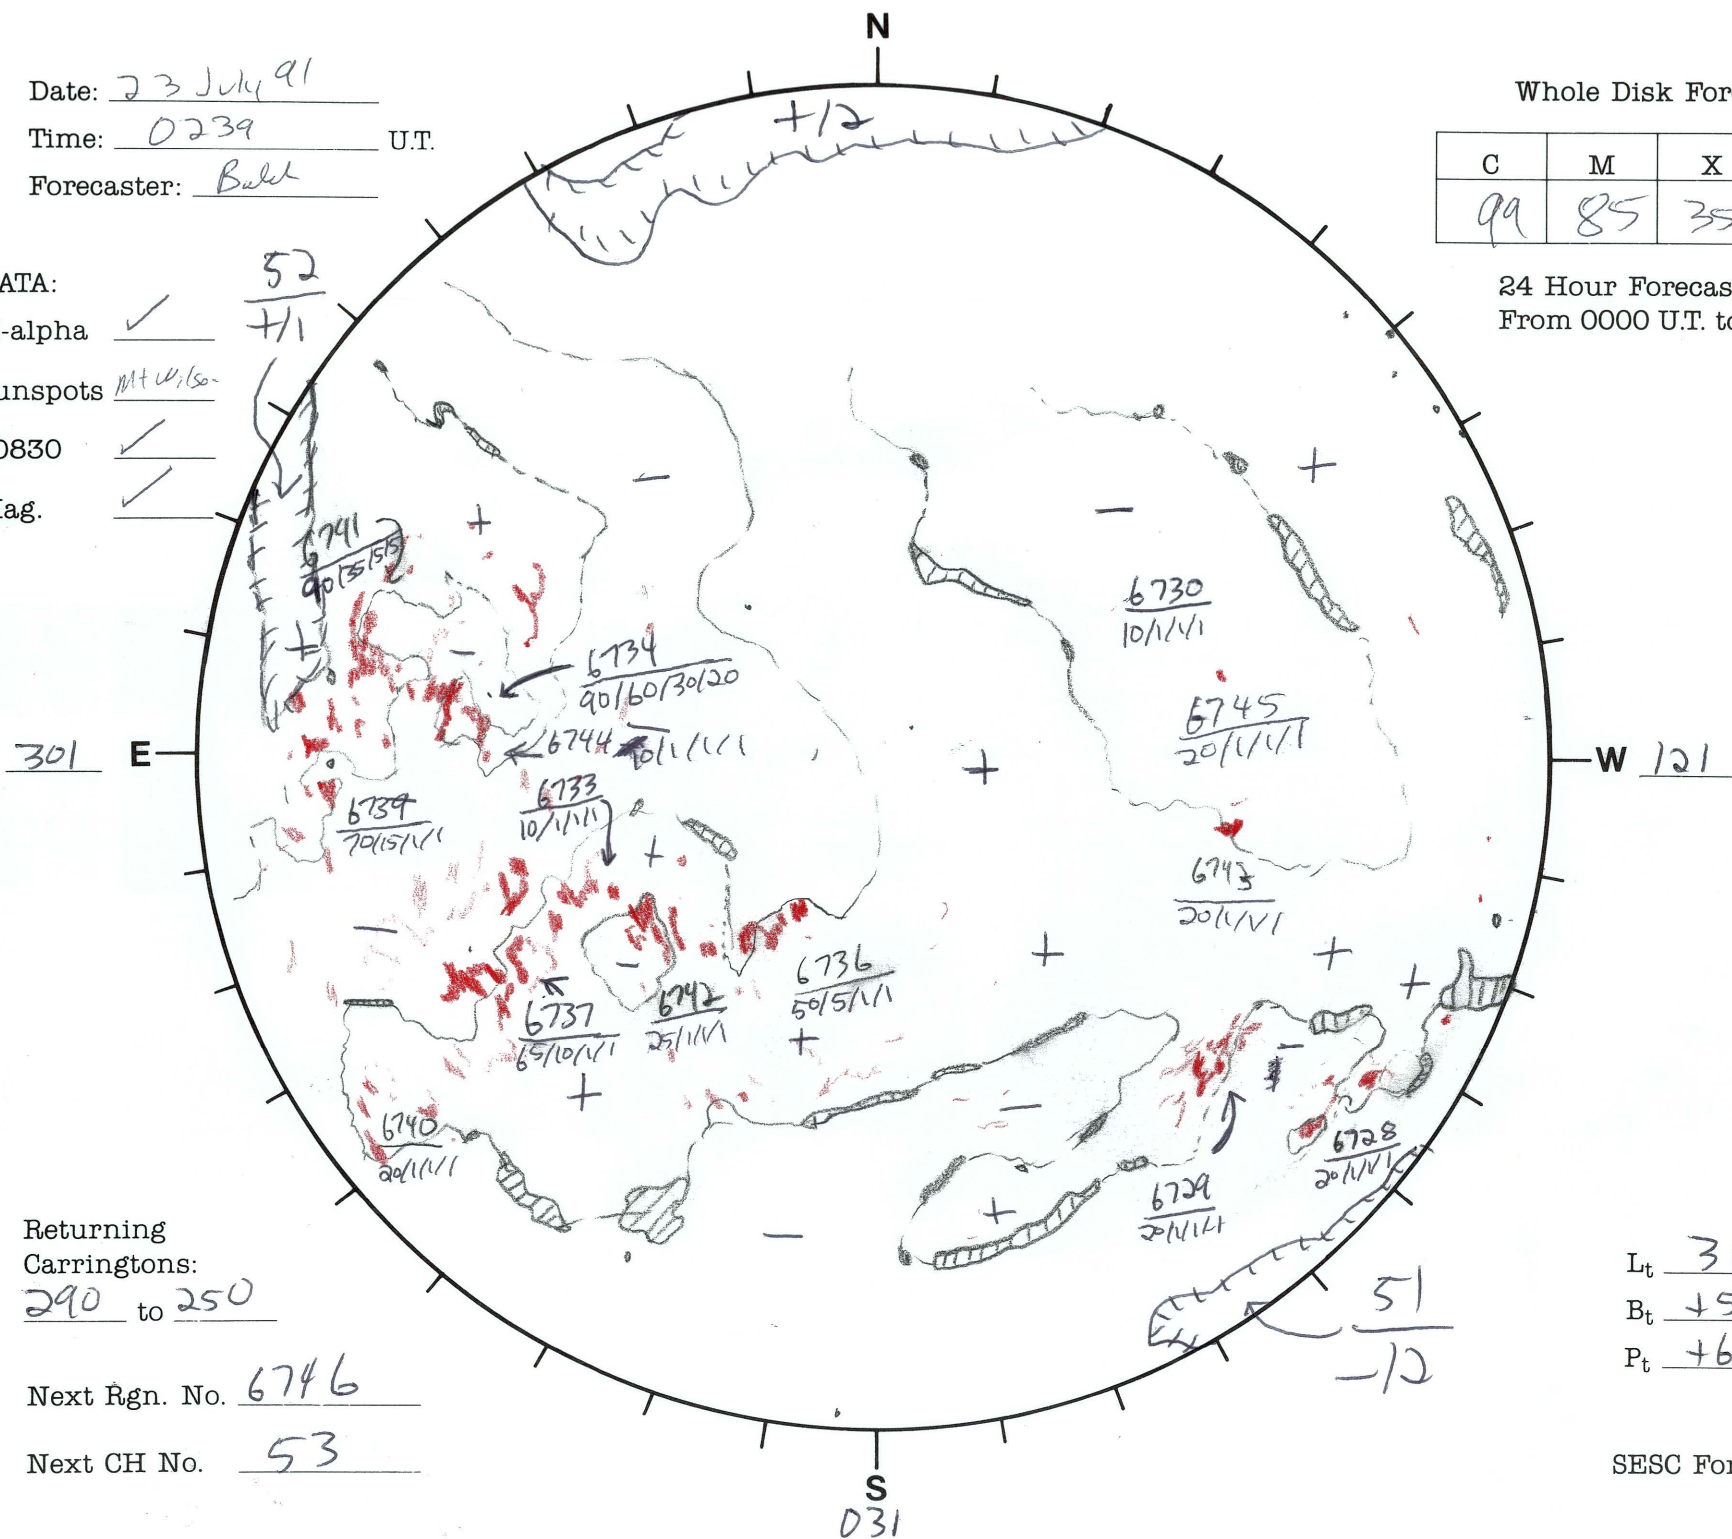 N
Date: 23 July 91
Time: 0239 U.T.
Forecaster:
Whole Disk For
C M X
99 85 35
24 Hour Forecas
From 0000 U.T. to
ATA:
-alpha ✓
unspots Mt Wilso-
0830 ✓
ag. ✓
52
+/1
+/2
6741
90/35/5/5
6734
90/60/30/20
6744
10/1/1/1
6730
10/1/1/1
6745
20/1/1/1
301 E
W 121
6739
70/15/1/1
6733
10/1/1/1
6743
20/1/1/1
6736
50/5/1/1
6737
65/10/1/1
6742
25/1/1/1
6740
20/1/1/1
6728
20/1/1/1
6729
20/1/1/1
51
-/2
Returning
Carringtons:
290 to 250
Next Rgn. No. 6746
Next CH No. 53
Lt 3
Bt +5
Pt +6
SESC For
S
031